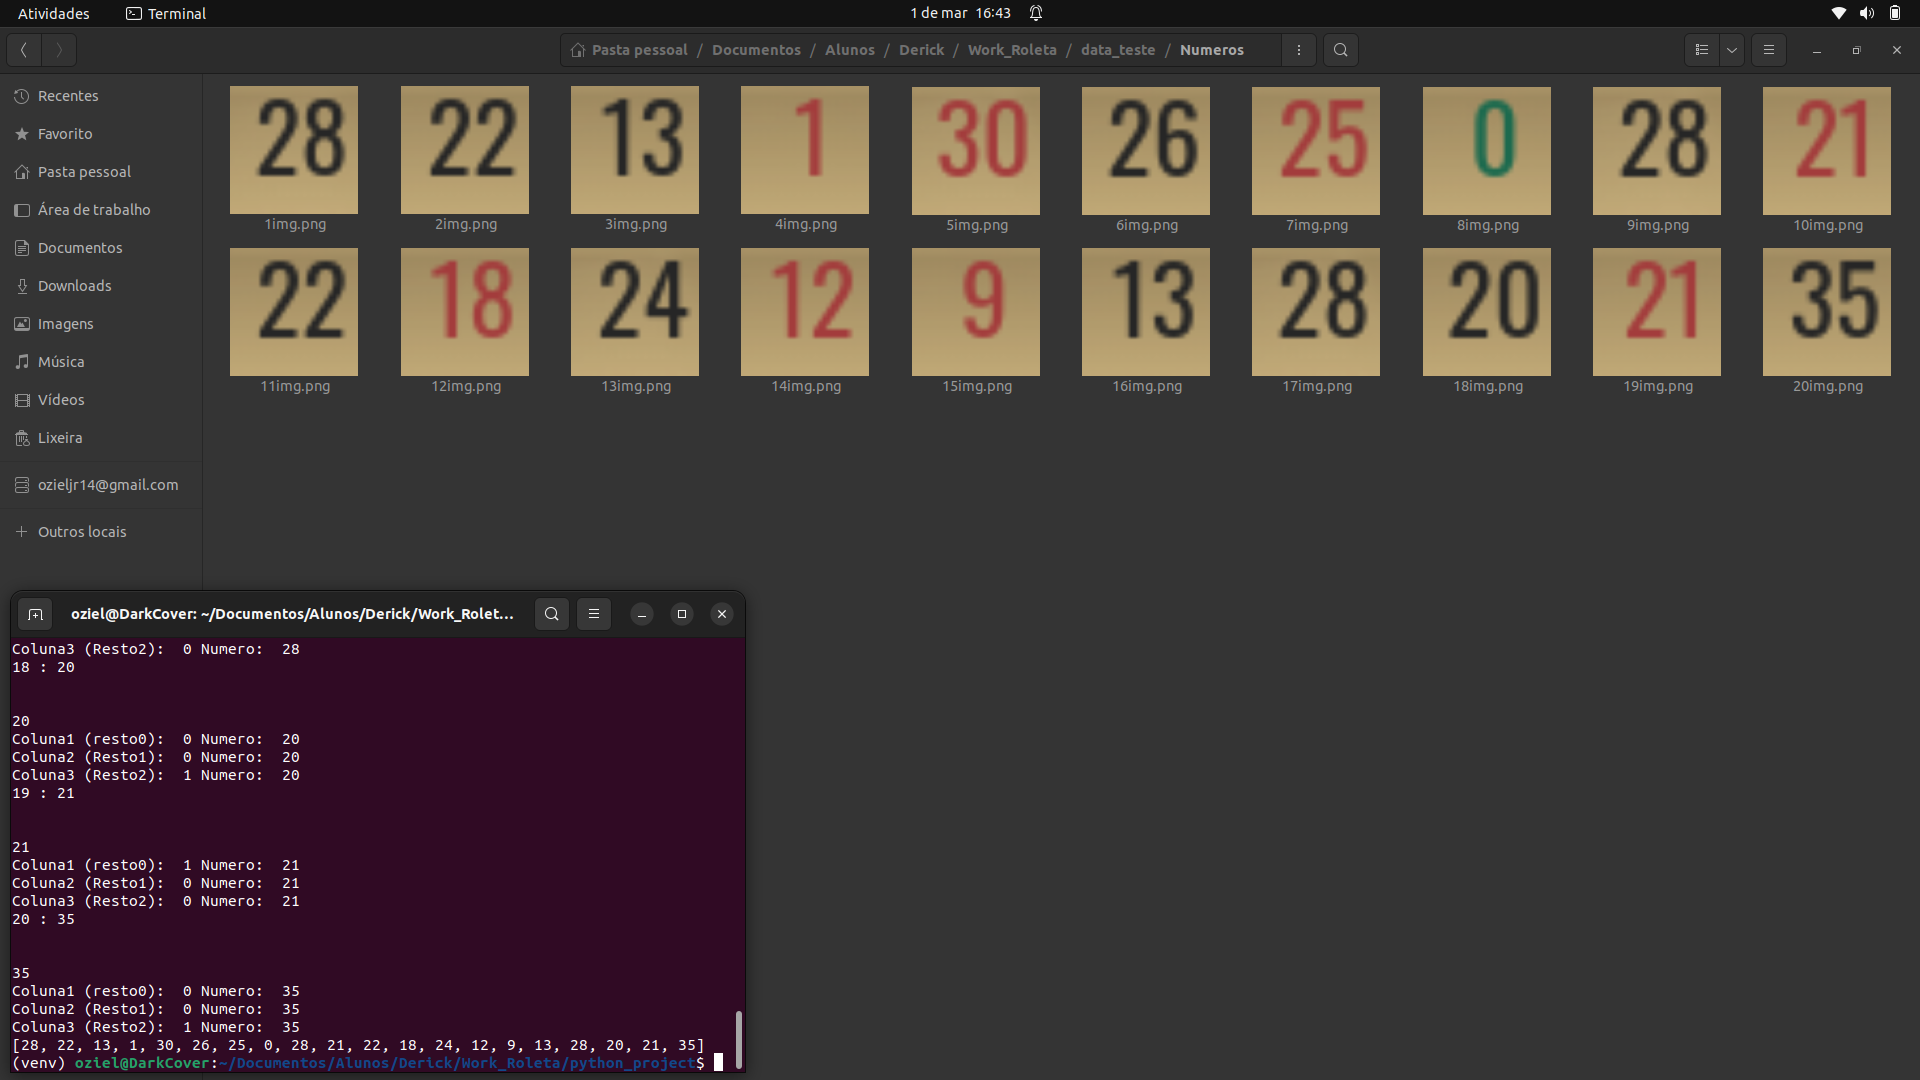 Atividades Terminal 1 de mar 16:43
Pasta pessoal / Documentos / Alunos / Derick / Work_Roleta / data_teste / Numeros
Recentes
Favorito
Pasta pessoal
Área de trabalho
Documentos
Downloads
Imagens
Música
Vídeos
Lixeira
ozieljr14@gmail.com
Outros locais
28 22 13 1 30 26 25 0 28 21
1img.png 2img.png 3img.png 4img.png 5img.png 6img.png 7img.png 8img.png 9img.png 10img.png
22 18 24 12 9 13 28 20 21 35
11img.png 12img.png 13img.png 14img.png 15img.png 16img.png 17img.png 18img.png 19img.png 20img.png
oziel@DarkCover: ~/Documentos/Alunos/Derick/Work_Rolet...
Coluna3 (Resto2):  0 Numero:  28
18 : 20
20
Coluna1 (resto0):  0 Numero:  20
Coluna2 (Resto1):  0 Numero:  20
Coluna3 (Resto2):  1 Numero:  20
19 : 21
21
Coluna1 (resto0):  1 Numero:  21
Coluna2 (Resto1):  0 Numero:  21
Coluna3 (Resto2):  0 Numero:  21
20 : 35
35
Coluna1 (resto0):  0 Numero:  35
Coluna2 (Resto1):  0 Numero:  35
Coluna3 (Resto2):  1 Numero:  35
[28, 22, 13, 1, 30, 26, 25, 0, 28, 21, 22, 18, 24, 12, 9, 13, 28, 20, 21, 35]
(venv) oziel@DarkCover:~/Documentos/Alunos/Derick/Work_Roleta/python_project$